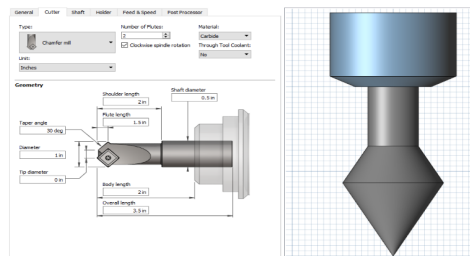 General Cutter Shaft Holder Feed & Speed Post Processor
Type:
Chamfer mill
Number of Flutes:
2
Clockwise spindle rotation
Material:
Carbide
Through Tool Coolant:
No
Unit:
Inches
Geometry
Shoulder length
2 in
Shaft diameter
0.5 in
Flute length
1.5 in
Taper angle
30 deg
Diameter
1 in
Tip diameter
0 in
Body length
2 in
Overall length
3.5 in